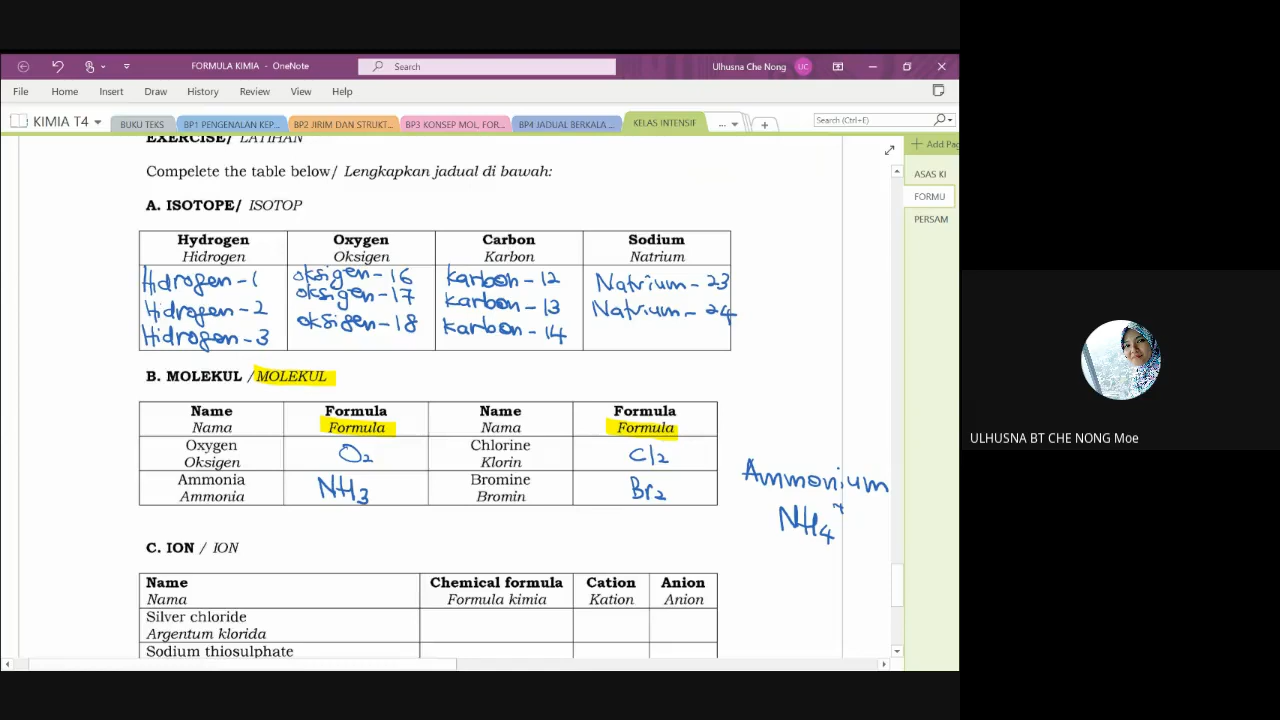 FORMULA KIMIA - OneNote
Search
Ulhusna Che Nong
UC
File Home Insert Draw History Review View Help
KIMIA T4
BUKU TEKS
BP1 PENGENALAN KEP...
BP2 JIRIM DAN STRUKT...
BP3 KONSEP MOL, FOR...
BP4 JADUAL BERKALA ...
KELAS INTENSIF
...
Search (Ctrl+E)
Add Pag
ASAS KI
FORMU
PERSAM
EXERCISE/ LATIHAN
Compelete the table below/ Lengkapkan jadual di bawah:
A. ISOTOPE/ ISOTOP
Hydrogen Oxygen Carbon Sodium
Hidrogen Oksigen Karbon Natrium
Hidrogen-1 oksigen-16 karbon-12 Natrium-23
Hidrogen-2 oksigen-17 karbon-13 Natrium-24
Hidrogen-3 oksigen-18 karbon-14
B. MOLEKUL /MOLEKUL
Name Formula Name Formula
Nama Formula Nama Formula
Oxygen O₂ Chlorine Cl₂
Oksigen Klorin
Ammonia NH₃ Bromine Br₂
Ammonia Bromin
Ammonium
NH₄⁺
C. ION / ION
Name Chemical formula Cation Anion
Nama Formula kimia Kation Anion
Silver chloride
Argentum klorida
Sodium thiosulphate
ULHUSNA BT CHE NONG Moe